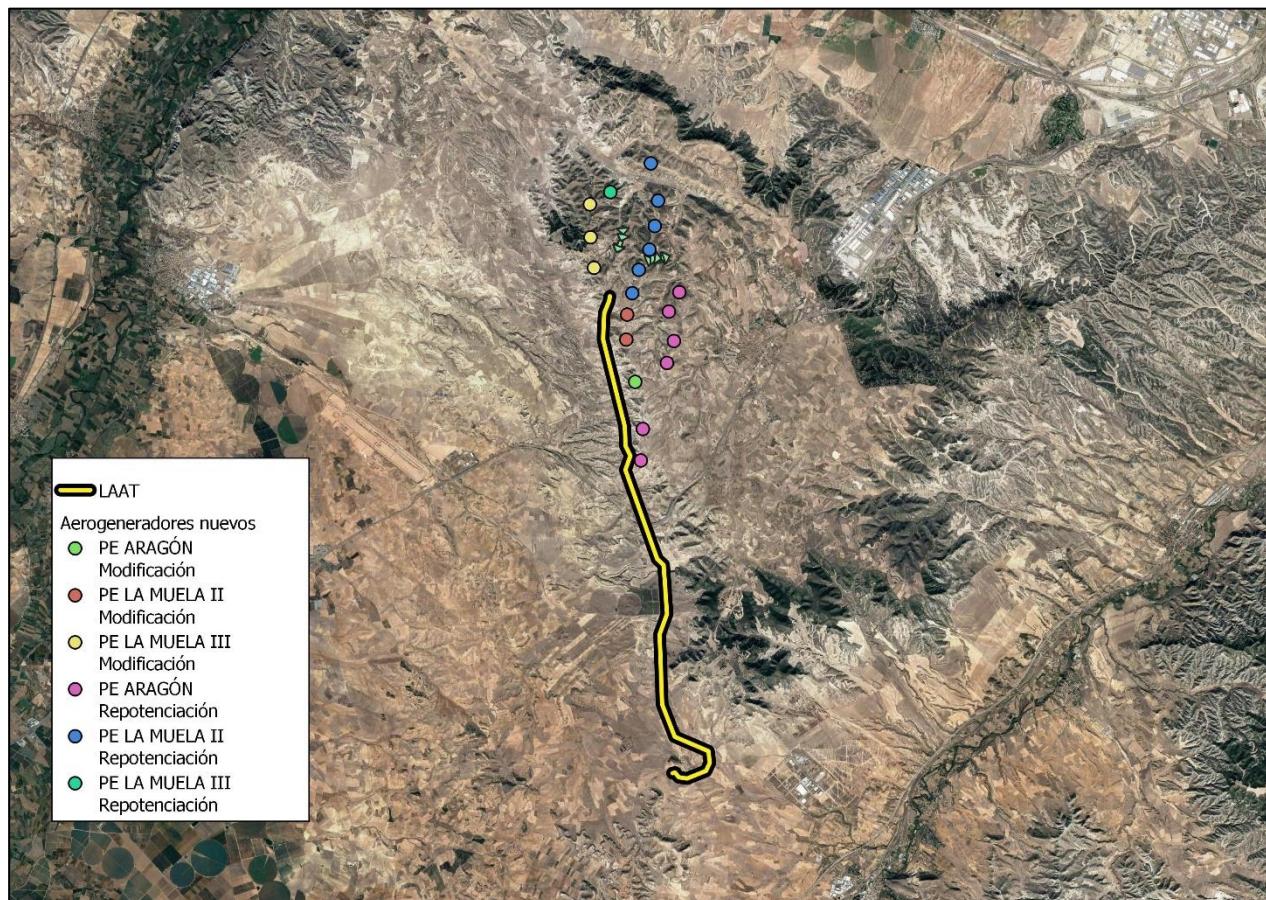 LAAT
Aerogeneradores nuevos
PE ARAGÓN
Modificación
PE LA MUELA II
Modificación
PE LA MUELA III
Modificación
PE ARAGÓN
Repotenciación
PE LA MUELA II
Repotenciación
PE LA MUELA III
Repotenciación